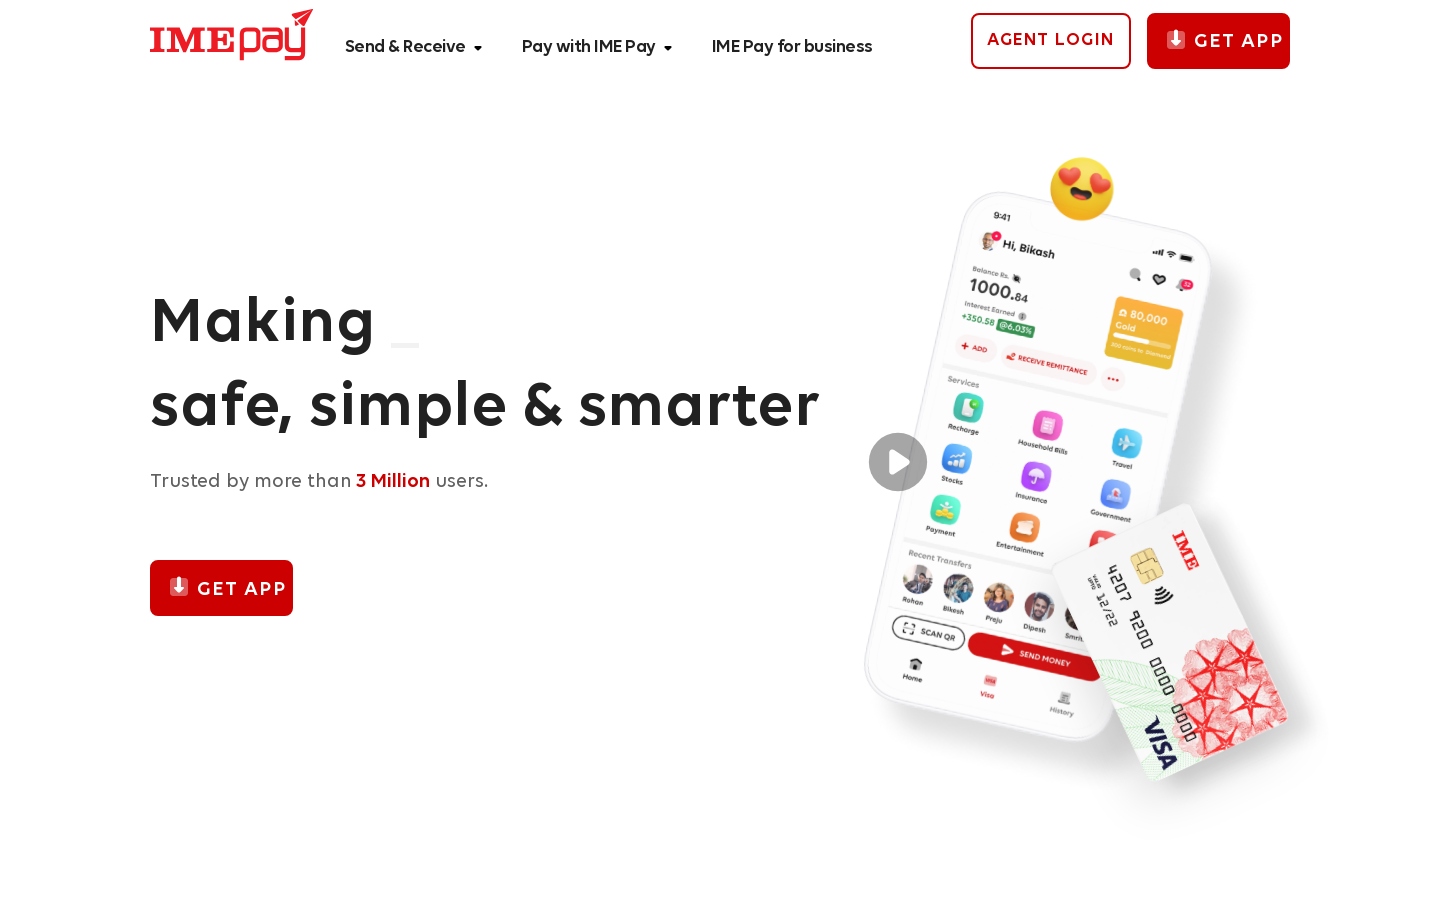 IME pay
Send & Receive
Pay with IME Pay
IME Pay for business
AGENT LOGIN
GET APP
Making _
safe, simple & smarter
Trusted by more than 3 Million users.
GET APP
9:41
Hi, Bikash
Balance Rs.
1000.84
Interest Earned
+350.58 @6.03%
80,000
Gold
ADD
RECEIVE REMITTANCE
Services
Recharge
Household Bills
Travel
Stocks
Insurance
Government
Payment
Entertainment
Recent Transfers
Rohan
Bikesh
Preju
Dipesh
SCAN QR
SEND MONEY
Home
Visa
History
IME
4207 9200 0000 0000
12/22
VISA